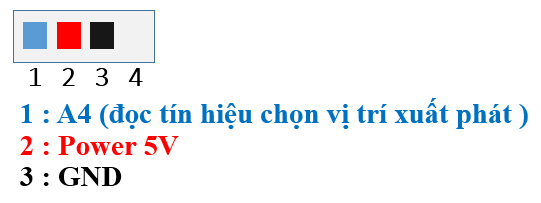 1 2 3 4
1 : A4 (đọc tín hiệu chọn vị trí xuất phát )
2 : Power 5V
3 : GND